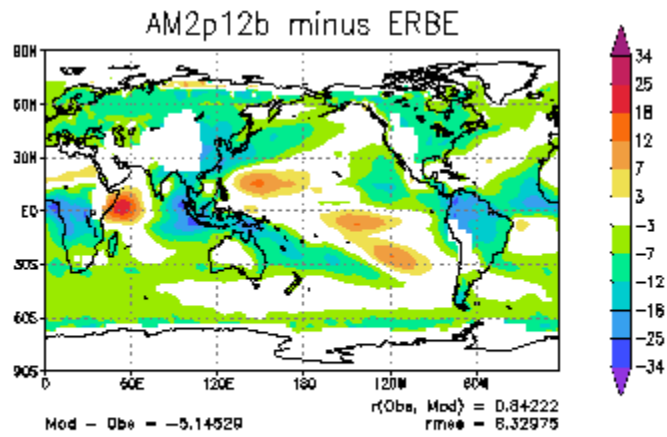 AM2p12b minus ERBE
80N
60N
30N
EQ
30S
60S
90S
0
60E
120E
180
120W
60W
34
25
18
12
7
3
-3
-7
-12
-18
-25
-34
r(Obs, Mod) = 0.84222
Mod - Obs = -5.14529
rmse = 8.32975